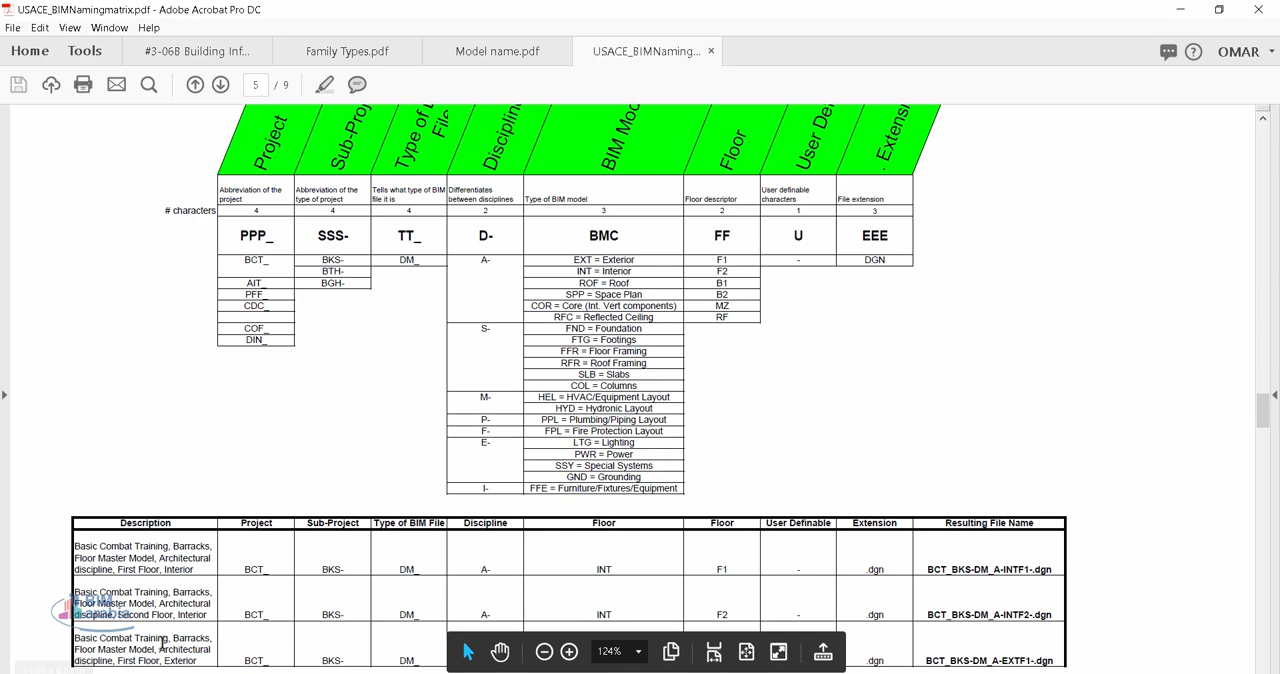 USACE_BIMNamingmatrix.pdf - Adobe Acrobat Pro DC
File Edit View Window Help
Home Tools #3-06B Building Inf... Family Types.pdf Model name.pdf USACE_BIMNaming... × OMAR
5 / 9
Project Sub-Proj Type of File Disciplin BIM Mod Floor User De . Extensi
Abbreviation of the project Abbreviation of the type of project Tells what type of BIM file it is Differentiates between disciplines Type of BIM model Floor descriptor User definable characters File extension
# characters 4 4 4 2 3 2 1 3
PPP_ SSS- TT_ D- BMC FF U EEE
BCT_ BKS- DM_ A- EXT = Exterior F1 - DGN
BTH- INT = Interior F2
AIT_ BGH- ROF = Roof B1
PFF_ SPP = Space Plan B2
CDC_ COR = Core (Int. Vert components) MZ
RFC = Reflected Ceiling RF
COF_ S- FND = Foundation
DIN_ FTG = Footings
FFR = Floor Framing
RFR = Roof Framing
SLB = Slabs
COL = Columns
M- HEL = HVAC/Equipment Layout
HYD = Hydronic Layout
P- PPL = Plumbing/Piping Layout
F- FPL = Fire Protection Layout
E- LTG = Lighting
PWR = Power
SSY = Special Systems
GND = Grounding
I- FFE = Furniture/Fixtures/Equipment
Description Project Sub-Project Type of BIM File Discipline Floor Floor User Definable Extension Resulting File Name
Basic Combat Training, Barracks,
Floor Master Model, Architectural
discipline, First Floor, Interior BCT_ BKS- DM_ A- INT F1 - .dgn BCT_BKS-DM_A-INTF1-.dgn
Basic Combat Training, Barracks,
Floor Master Model, Architectural
discipline, Second Floor, Interior BCT_ BKS- DM_ A- INT F2 - .dgn BCT_BKS-DM_A-INTF2-.dgn
BIM
arabia
Basic Combat Training, Barracks,
Floor Master Model, Architectural
discipline, First Floor, Exterior BCT_ BKS- DM_ .dgn BCT_BKS-DM_A-EXTF1-.dgn
124%